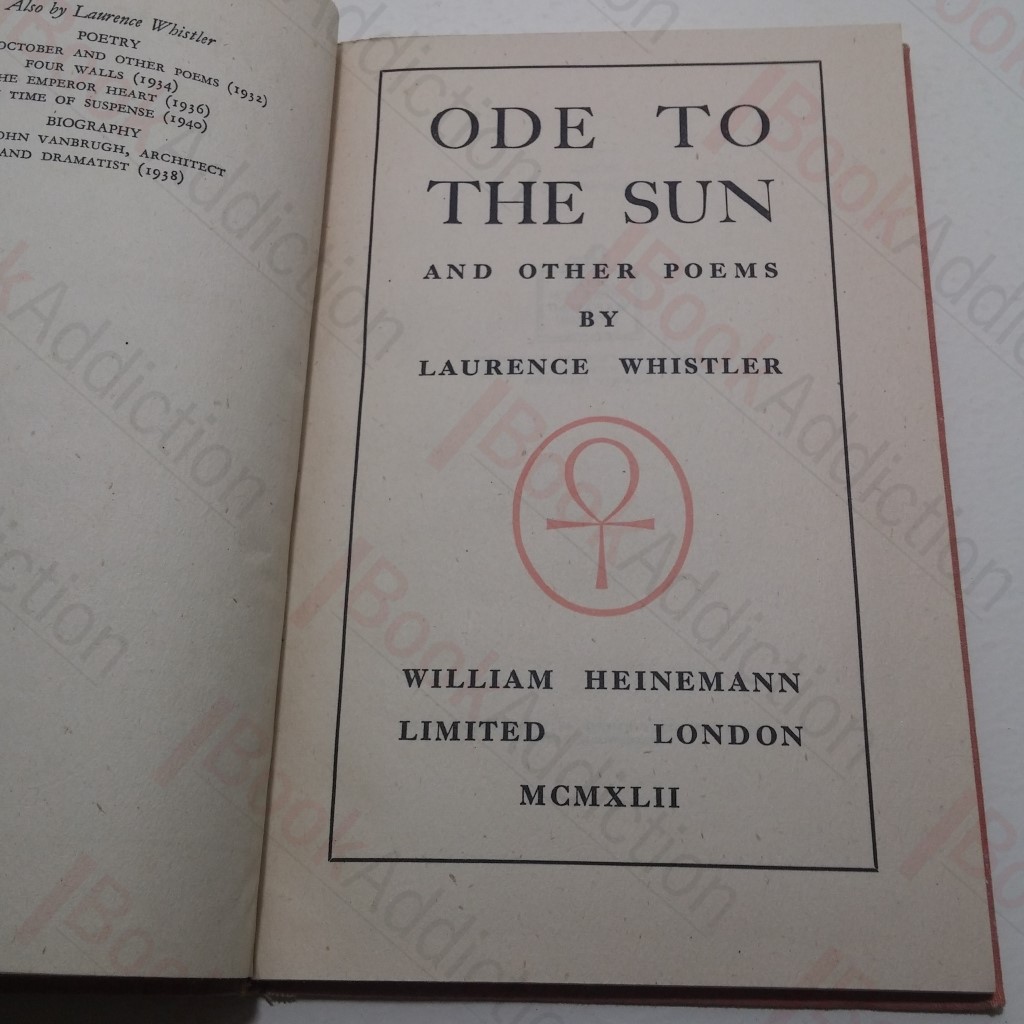 Also by Laurence Whistler
POETRY
OCTOBER AND OTHER POEMS (1932)
FOUR WALLS (1934)
HE EMPEROR HEART (1936)
TIME OF SUSPENSE (1940)
BIOGRAPHY
OHN VANBRUGH, ARCHITECT
AND DRAMATIST (1938)
ODE TO
THE SUN
AND OTHER POEMS
BY
LAURENCE WHISTLER
WILLIAM HEINEMANN
LIMITED LONDON
MCMXLII
BookAddiction